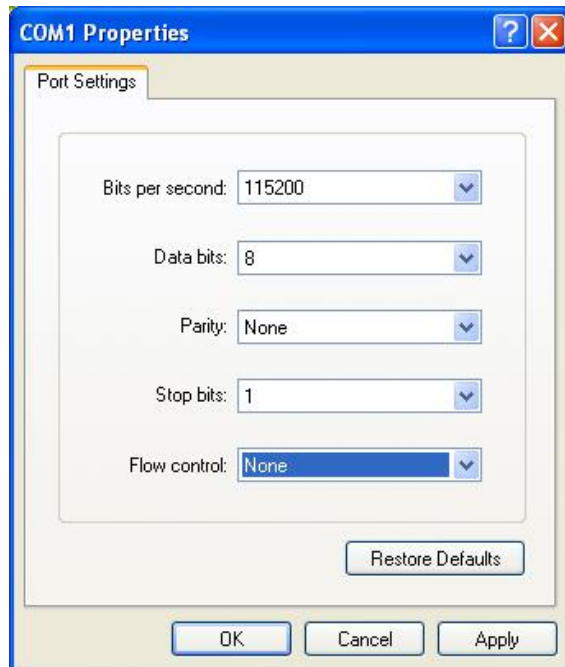 COM1 Properties
Port Settings
Bits per second: 115200
Data bits: 8
Parity: None
Stop bits: 1
Flow control: None
Restore Defaults
OK Cancel Apply